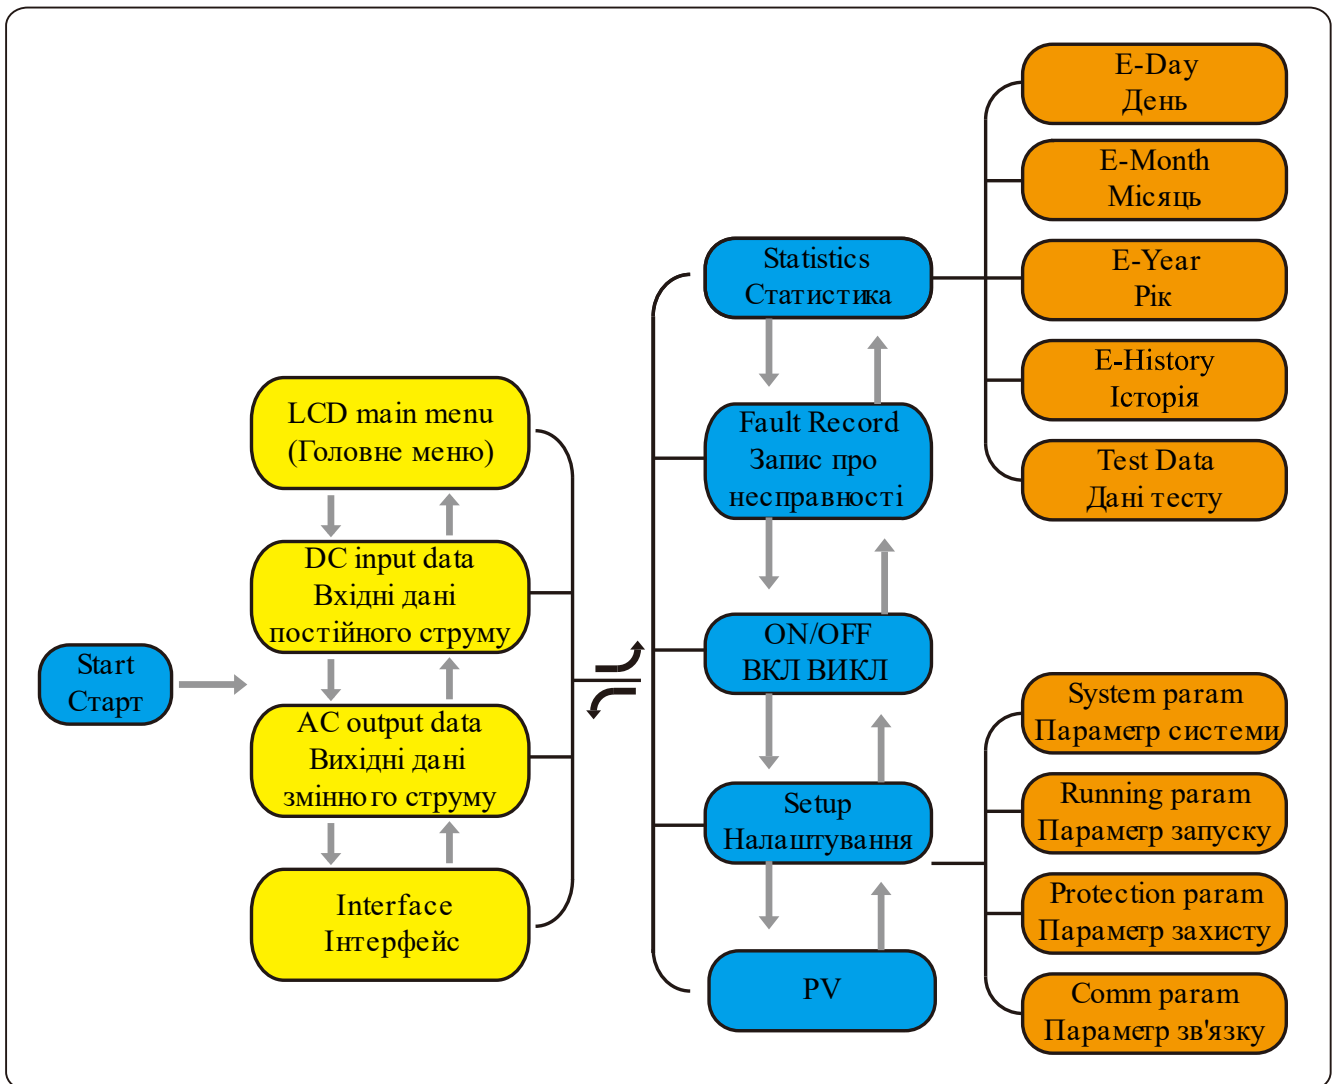 Start
Старт
LCD main menu
(Головне меню)
DC input data
Вхідні дані
постійного струму
AC output data
Вихідні дані
змінного струму
Interface
Інтерфейс
Statistics
Статистика
Fault Record
Запис про
несправності
ON/OFF
ВКЛ ВИКЛ
Setup
Налаштування
PV
E-Day
День
E-Month
Місяць
E-Year
Рік
E-History
Історія
Test Data
Дані тесту
System param
Параметр системи
Running param
Параметр запуску
Protection param
Параметр захисту
Comm param
Параметр зв'язку